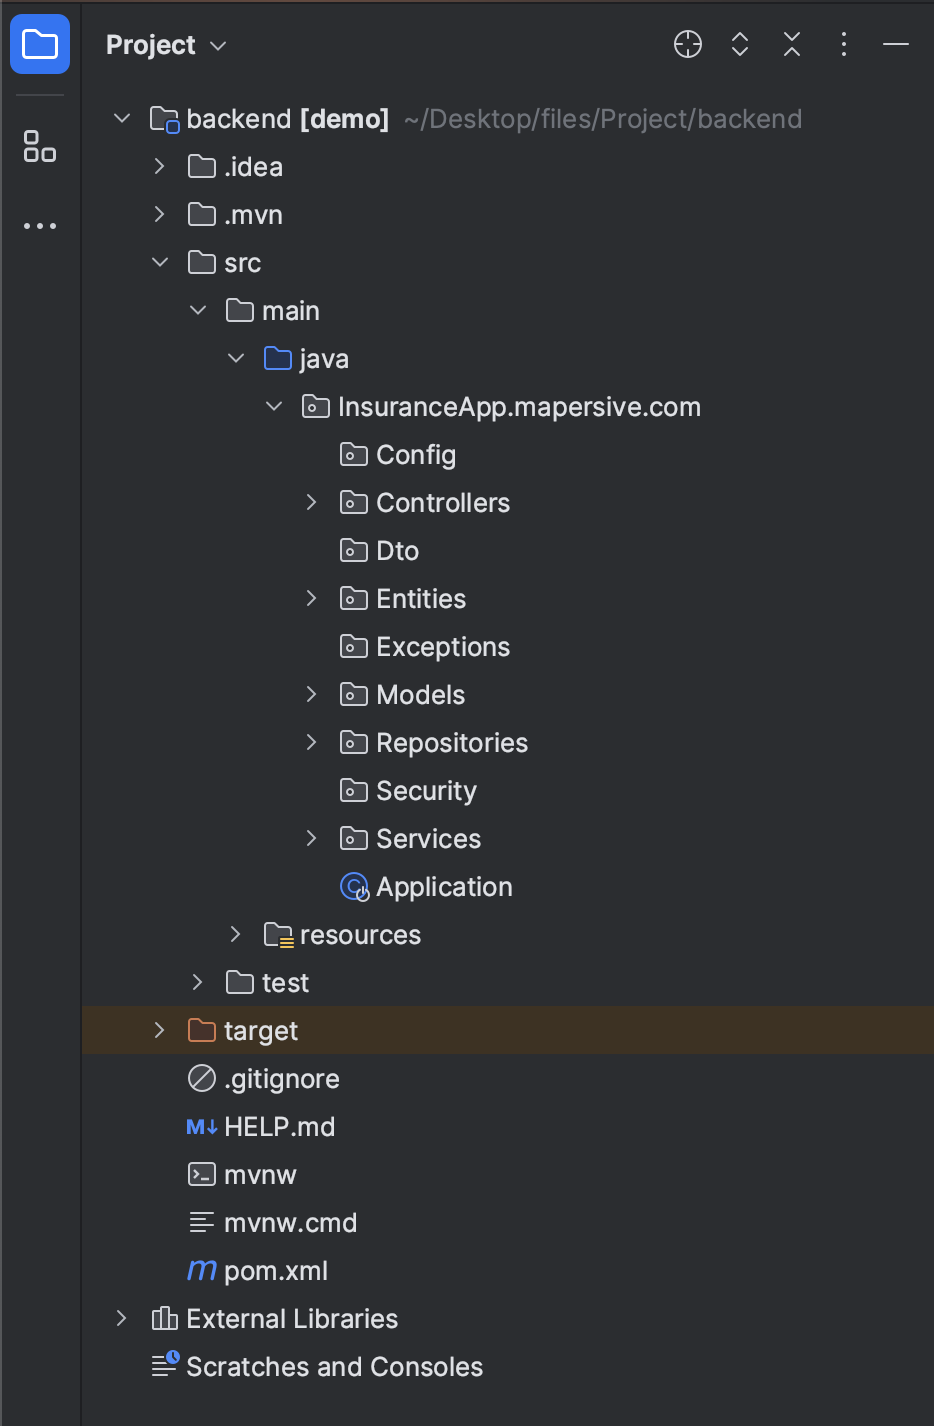 Project
backend [demo] ~/Desktop/files/Project/backend
.idea
.mvn
src
main
java
InsuranceApp.mapersive.com
Config
Controllers
Dto
Entities
Exceptions
Models
Repositories
Security
Services
Application
resources
test
target
.gitignore
HELP.md
mvnw
mvnw.cmd
pom.xml
External Libraries
Scratches and Consoles